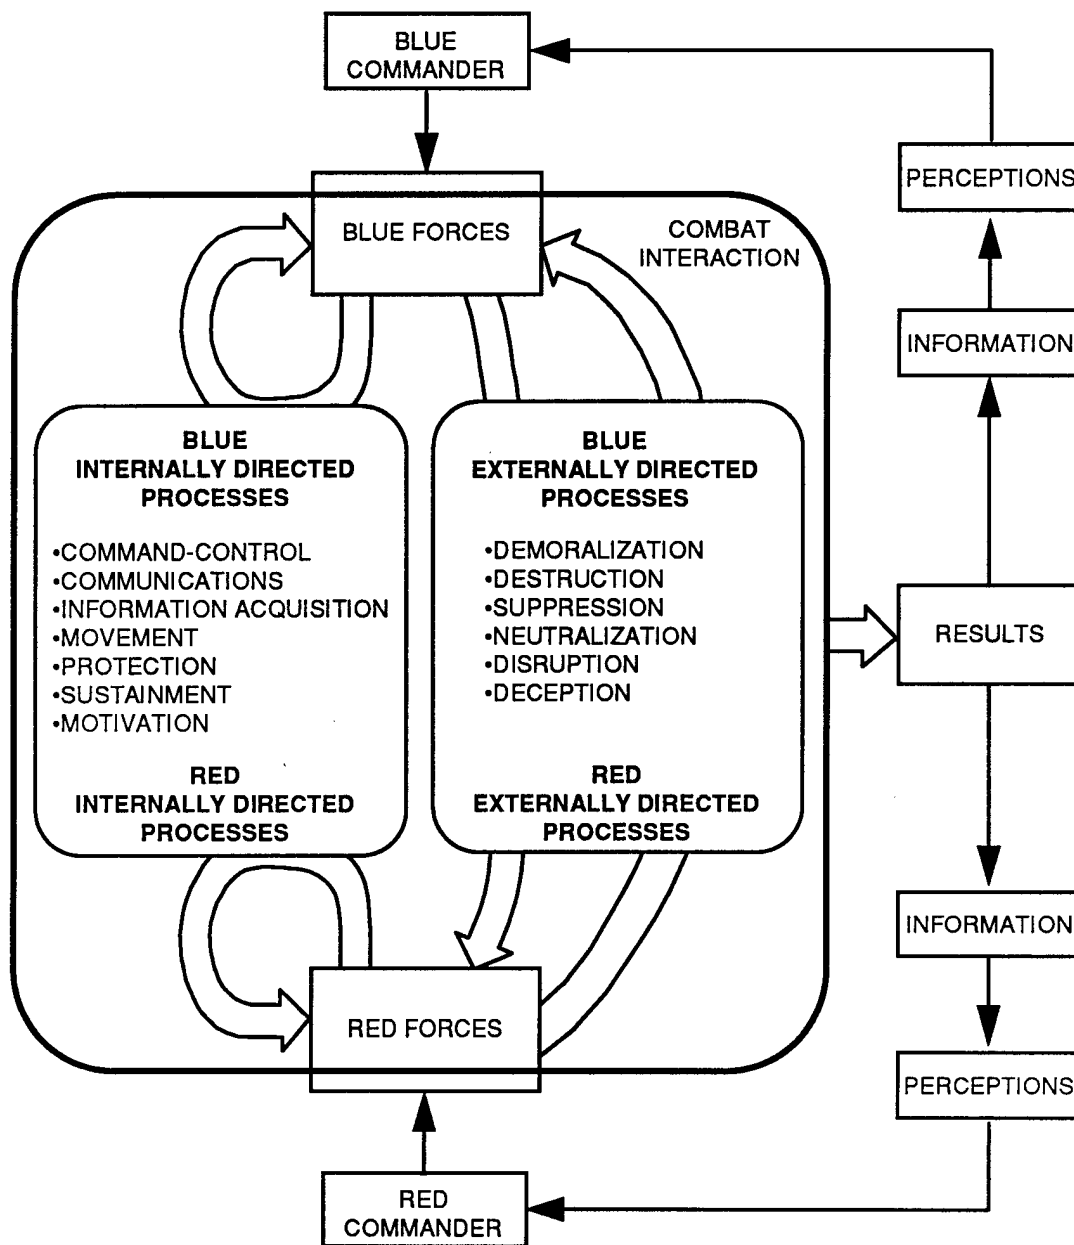 BLUE
COMMANDER
PERCEPTIONS
BLUE FORCES
COMBAT
INTERACTION
INFORMATION
BLUE
INTERNALLY DIRECTED
PROCESSES
•COMMAND-CONTROL
•COMMUNICATIONS
•INFORMATION ACQUISITION
•MOVEMENT
•PROTECTION
•SUSTAINMENT
•MOTIVATION
RED
INTERNALLY DIRECTED
PROCESSES
BLUE
EXTERNALLY DIRECTED
PROCESSES
•DEMORALIZATION
•DESTRUCTION
•SUPPRESSION
•NEUTRALIZATION
•DISRUPTION
•DECEPTION
RED
EXTERNALLY DIRECTED
PROCESSES
RESULTS
INFORMATION
RED FORCES
PERCEPTIONS
RED
COMMANDER